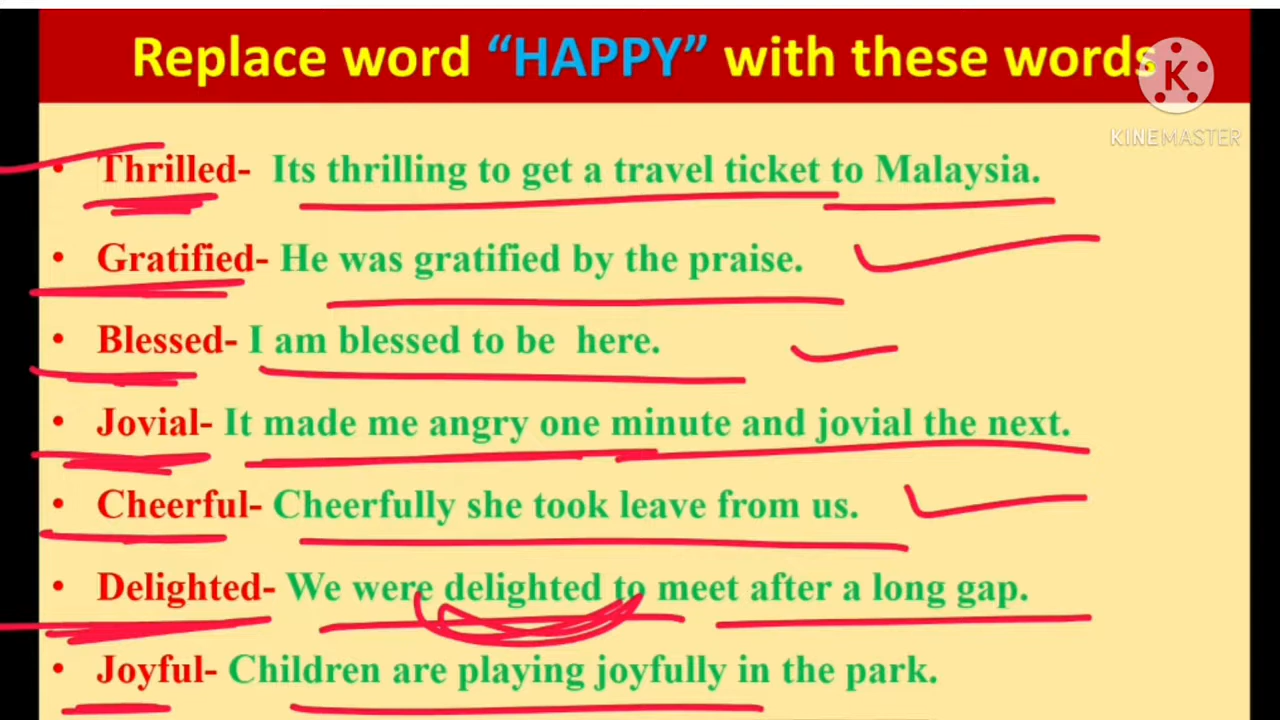 Replace word “HAPPY” with these words
K
KINEMASTER
• Thrilled- Its thrilling to get a travel ticket to Malaysia.
• Gratified- He was gratified by the praise.
• Blessed- I am blessed to be here.
• Jovial- It made me angry one minute and jovial the next.
• Cheerful- Cheerfully she took leave from us.
• Delighted- We were delighted to meet after a long gap.
• Joyful- Children are playing joyfully in the park.